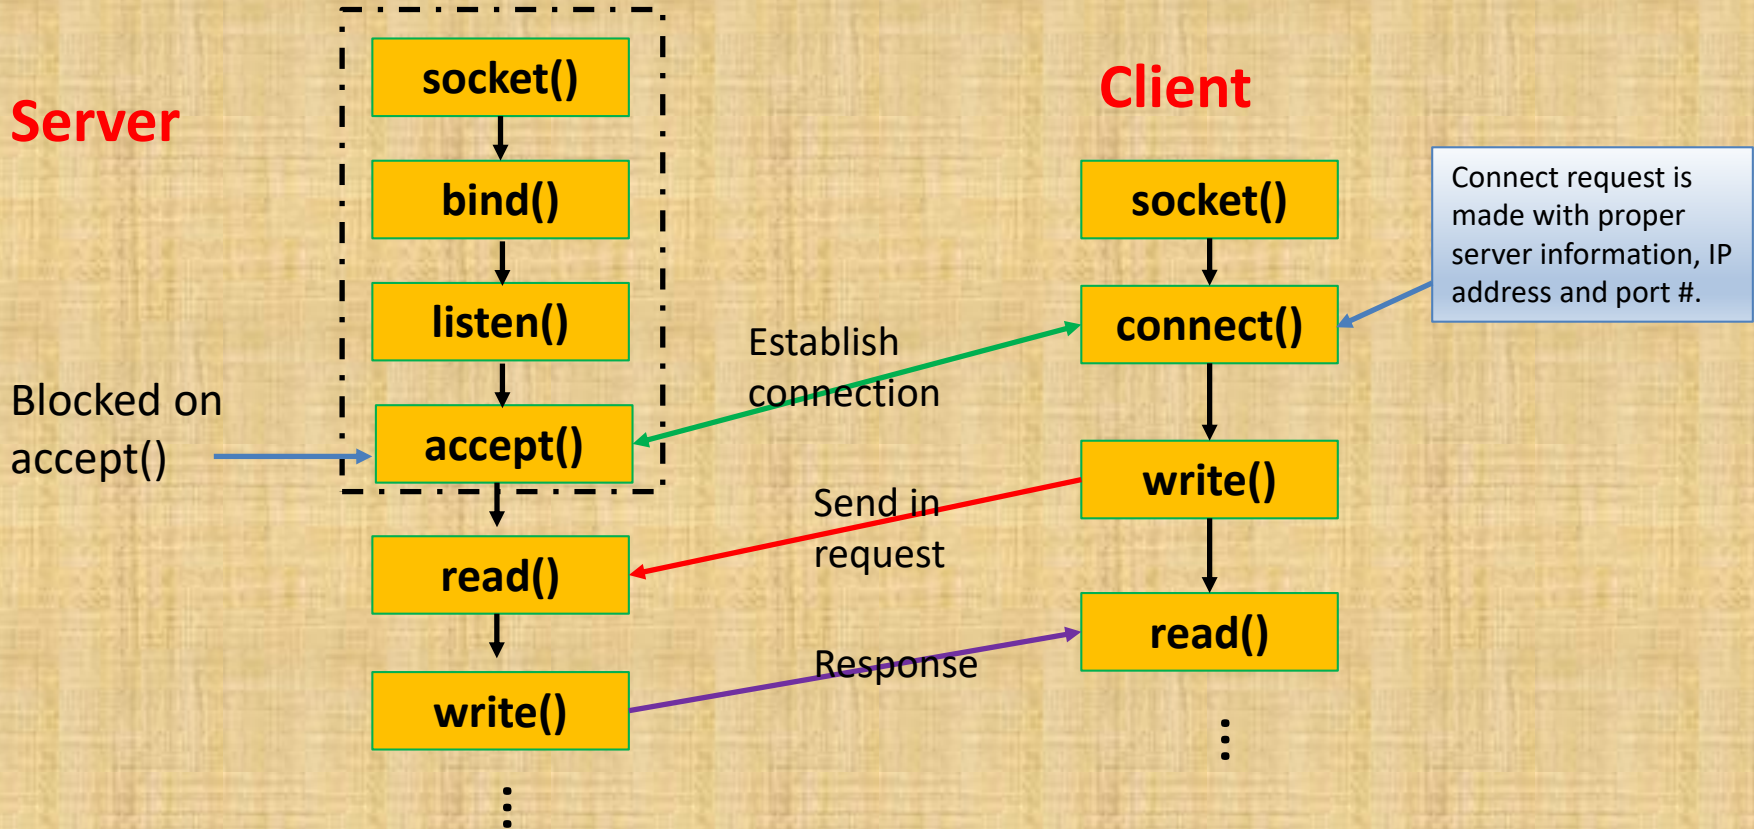 Server
socket()
bind()
listen()
accept()
read()
write()
Blocked on
accept()
Establish
connection
Send in
request
Response
Client
socket()
connect()
write()
read()
Connect request is
made with proper
server information, IP
address and port #.